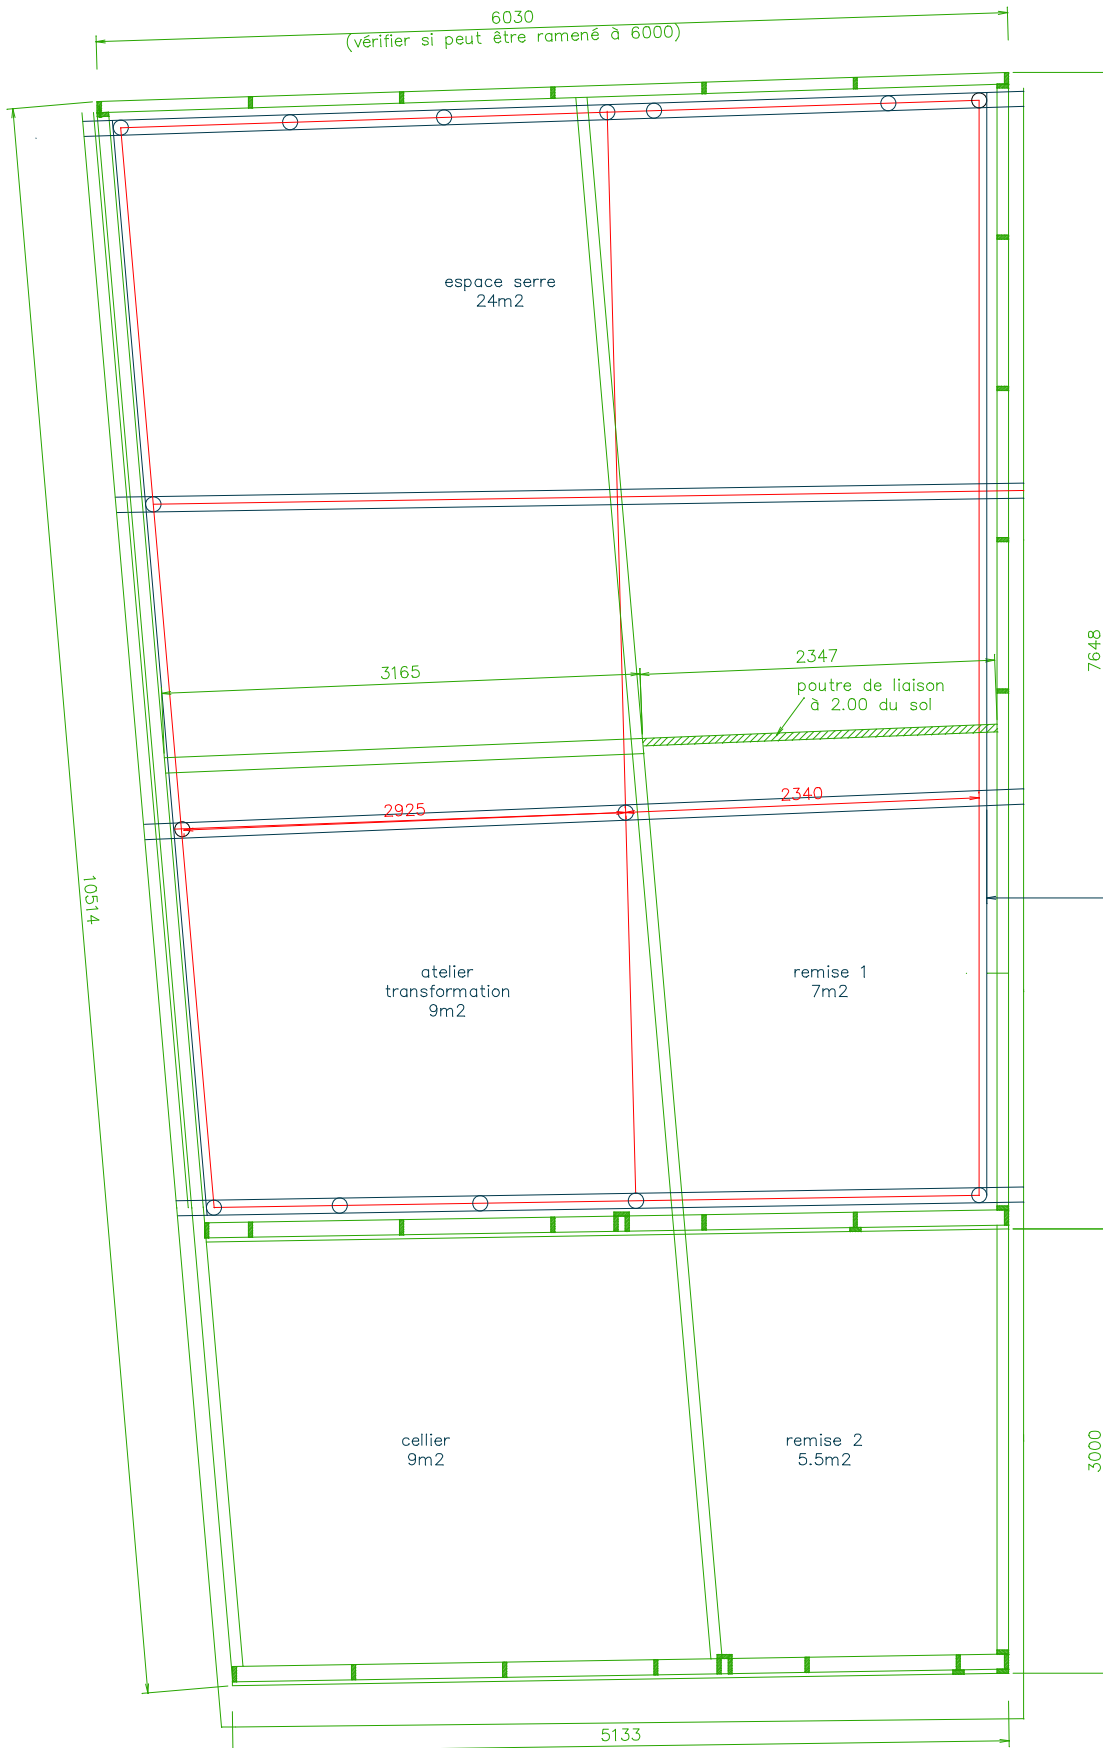 6030
(vérifier si peut être ramené à 6000)
espace serre
24m2
7648
3165
2347
poutre de liaison
à 2.00 du sol
2925
2340
10514
atelier
transformation
9m2
remise 1
7m2
cellier
9m2
remise 2
5.5m2
3000
5133